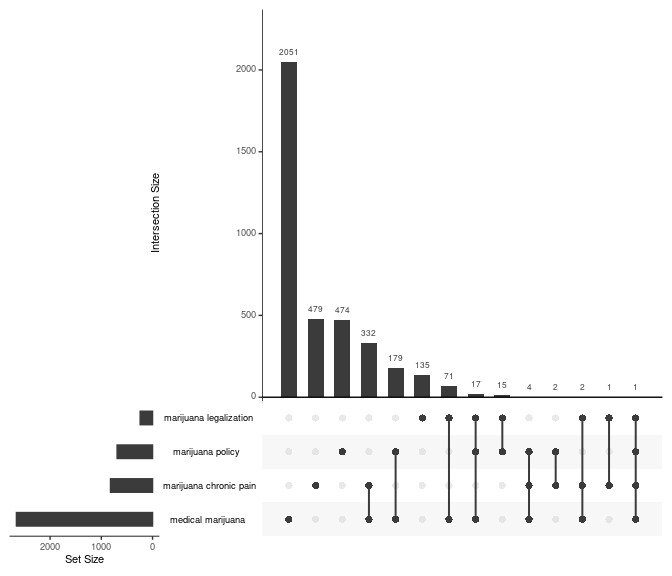 2051
2000
1500
Intersection Size
1000
479 474
500
332
179
135
71
17 15 4 2 2 1 1
0
marijuana legalization
marijuana policy
marijuana chronic pain
medical marijuana
2000 1000 0
Set Size